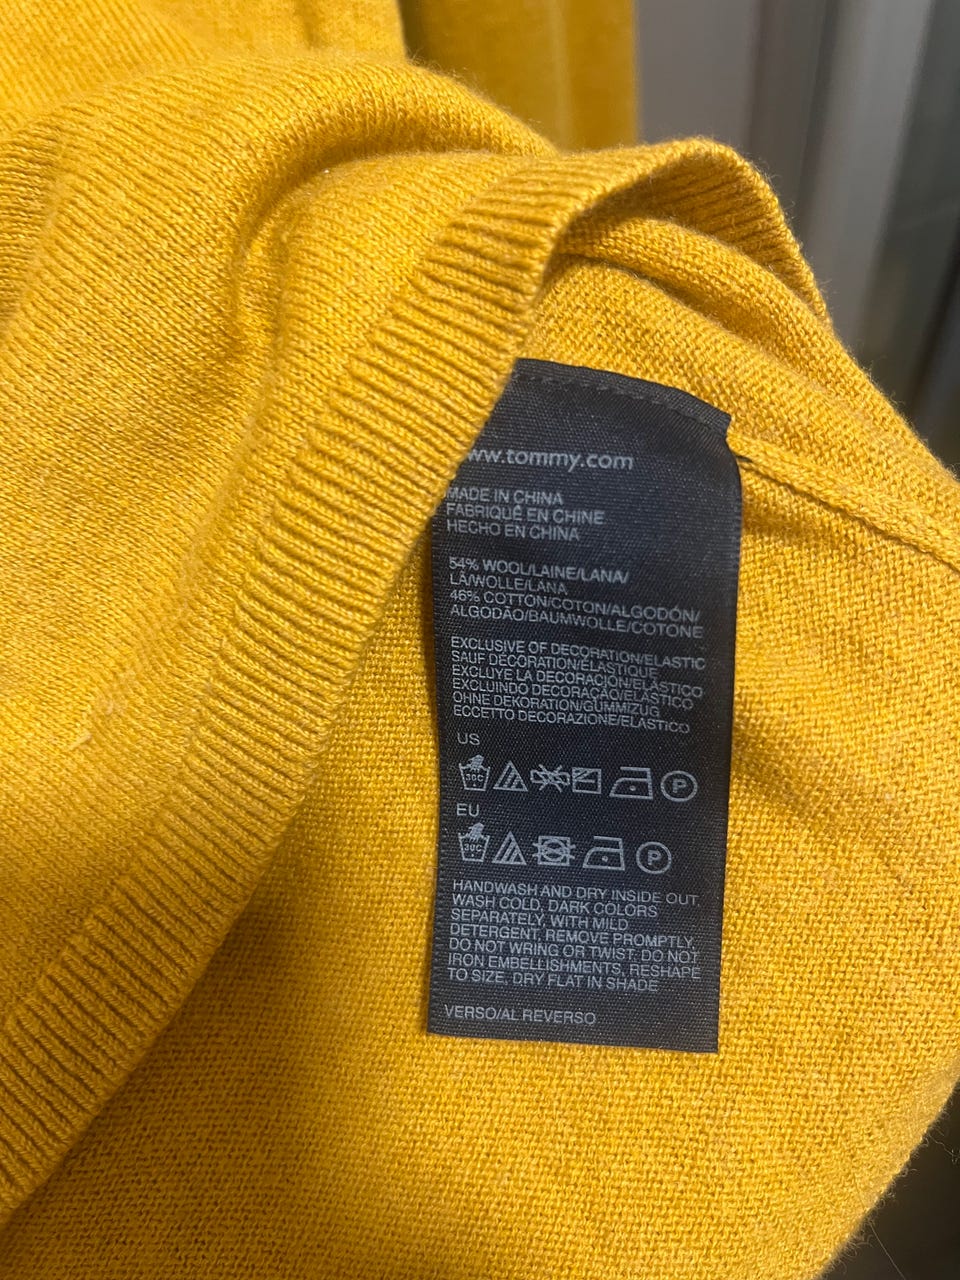 ww.tommy.com
MADE IN CHINA
FABRIQUÉ EN CHINE
HECHO EN CHINA
54% WOOL/LAINE/LANA/
LÃ/WOLLE/LANA
46% COTTON/COTON/ALGODÓN/
ALGODÃO/BAUMWOLLE/COTONE
EXCLUSIVE OF DECORATION/ELASTIC
SAUF DÉCORATION/ÉLASTIQUE
EXCLUYE LA DECORACIÓN/ELÁSTICO
EXCLUINDO DECORAÇÃO/ELÁSTICO
OHNE DEKORATION/GUMMIZUG
ECCETTO DECORAZIONE/ELASTICO
US
30C P
EU
30C P
HANDWASH AND DRY INSIDE OUT.
WASH COLD, DARK COLORS
SEPARATELY, WITH MILD
DETERGENT. REMOVE PROMPTLY,
DO NOT WRING OR TWIST. DO NOT
IRON EMBELLISHMENTS, RESHAPE
TO SIZE, DRY FLAT IN SHADE
VERSO/AL REVERSO